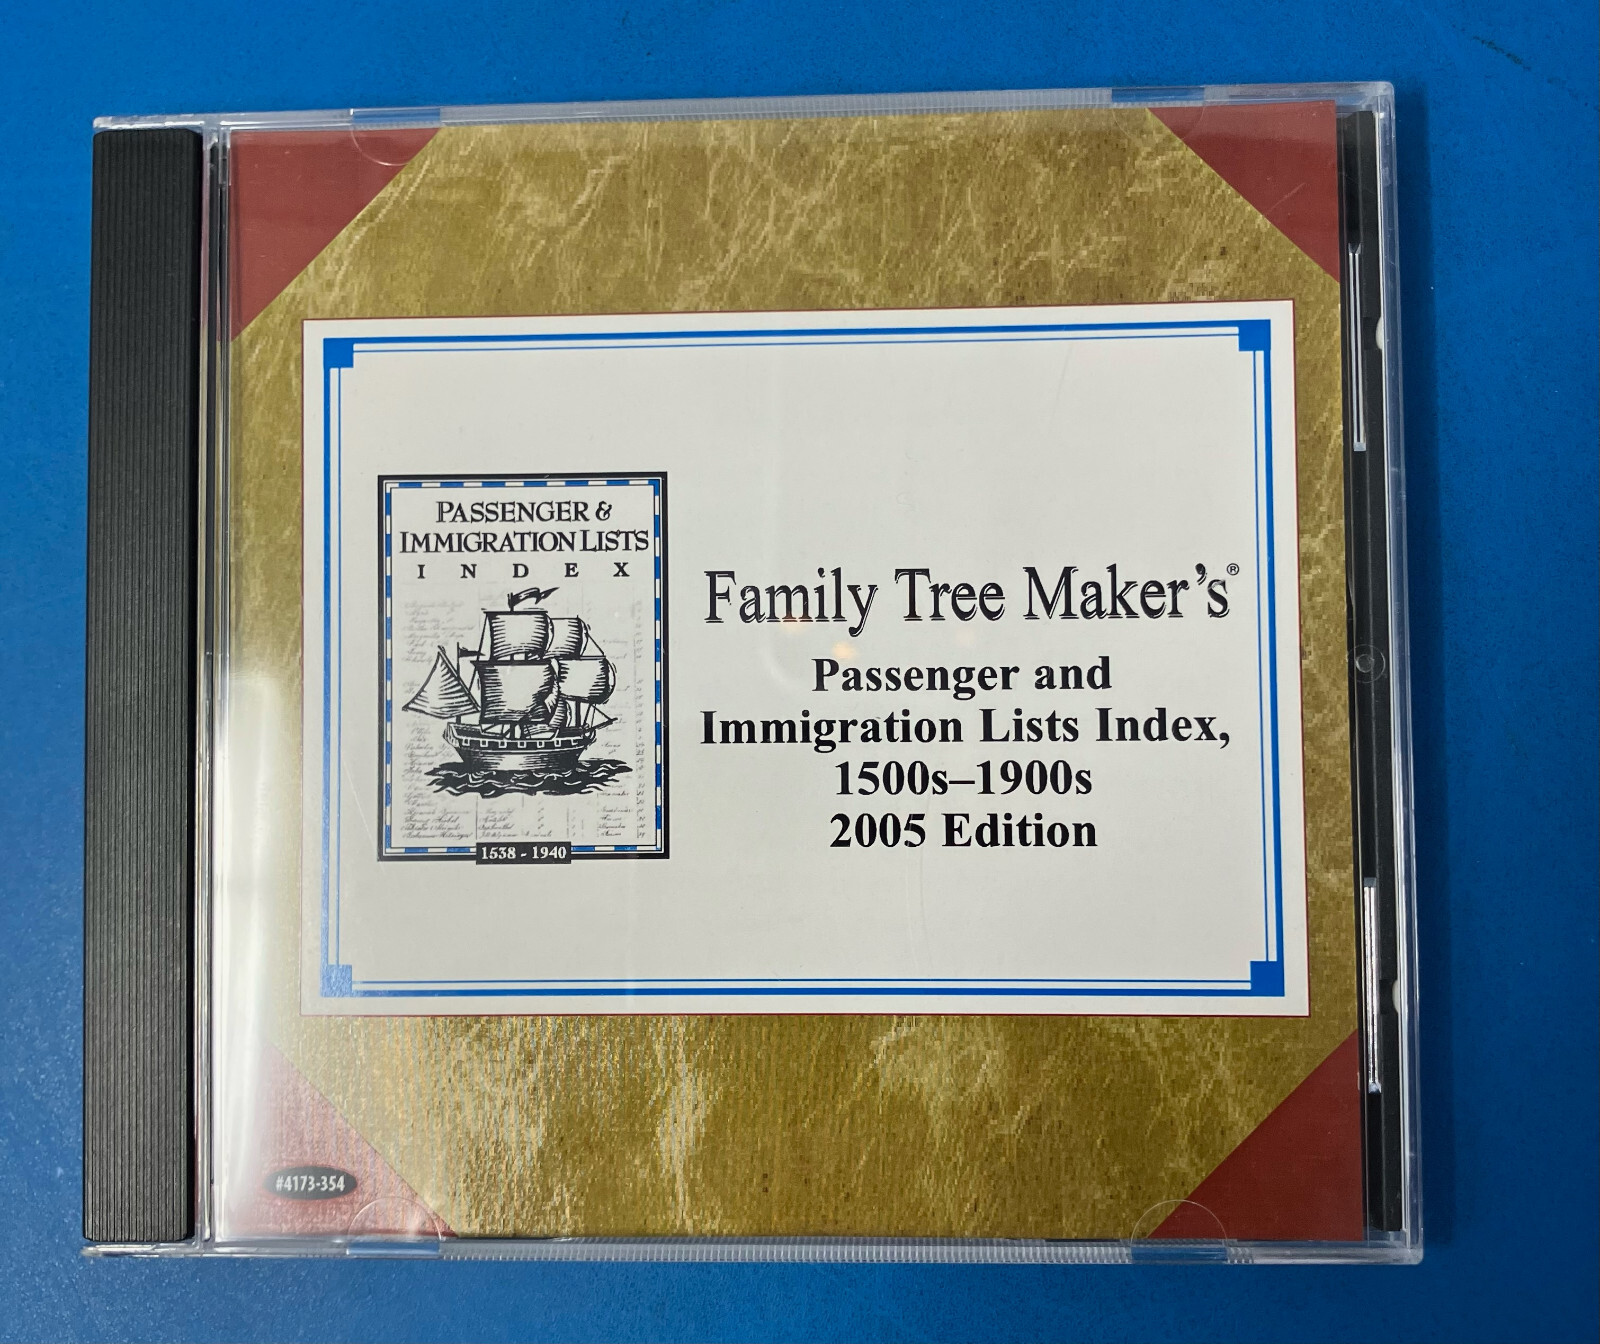 PASSENGER &
IMMIGRATION LISTS
INDEX
1538 - 1940
Family Tree Maker's®
Passenger and
Immigration Lists Index,
1500s–1900s
2005 Edition
#4173-354